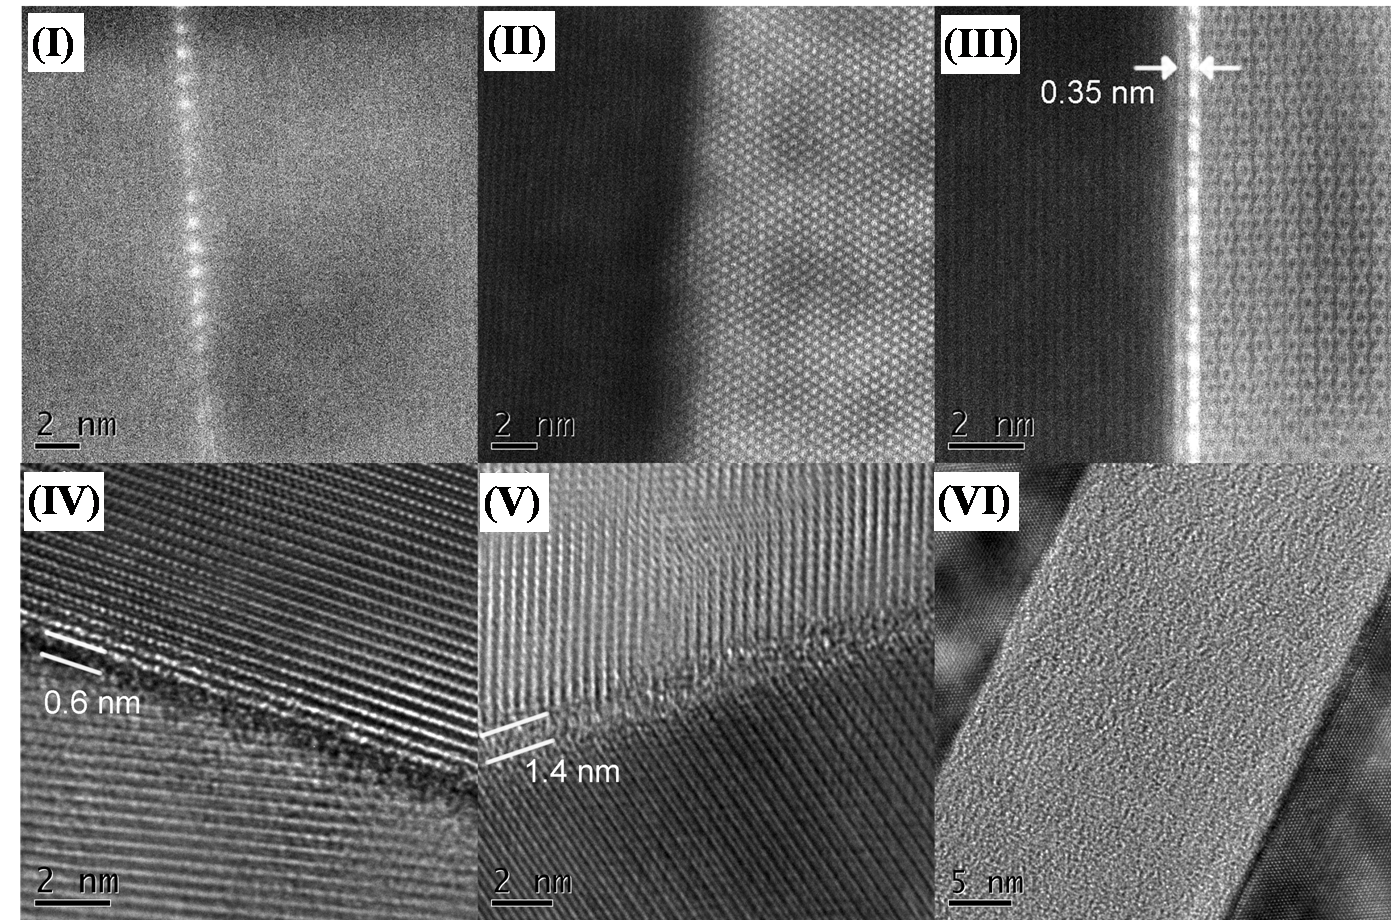 (I)
(II)
(III)
0.35 nm
2 nm
2 nm
2 nm
(IV)
(V)
(VI)
0.6 nm
1.4 nm
2 nm
2 nm
5 nm